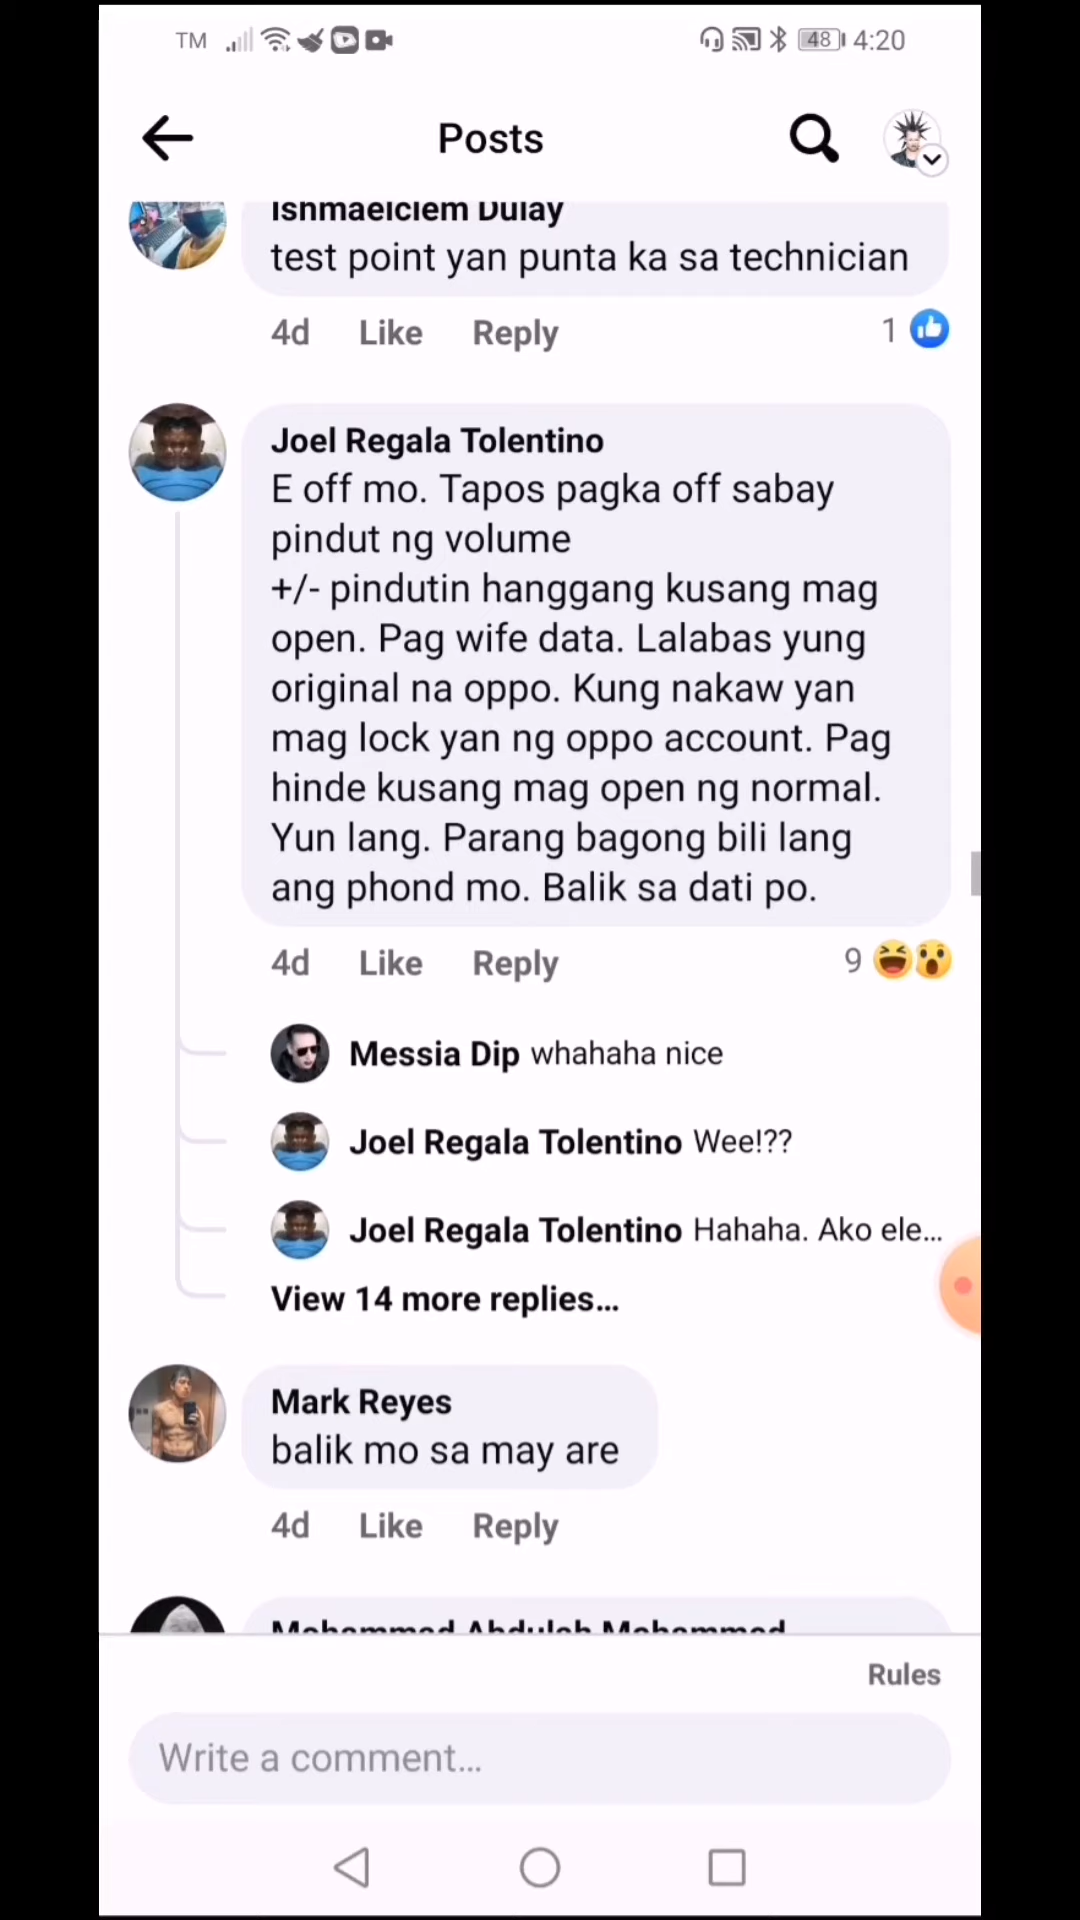 TM 48 4:20
Posts
Ishmaelclem Dulay
test point yan punta ka sa technician
4d Like Reply 1
Joel Regala Tolentino
E off mo. Tapos pagka off sabay
pindut ng volume
+/- pindutin hanggang kusang mag
open. Pag wife data. Lalabas yung
original na oppo. Kung nakaw yan
mag lock yan ng oppo account. Pag
hinde kusang mag open ng normal.
Yun lang. Parang bagong bili lang
ang phond mo. Balik sa dati po.
4d Like Reply 9
Messia Dip whahaha nice
Joel Regala Tolentino Wee!??
Joel Regala Tolentino Hahaha. Ako ele...
View 14 more replies...
Mark Reyes
balik mo sa may are
4d Like Reply
Mohammad Abdulah Mohammad
Rules
Write a comment...